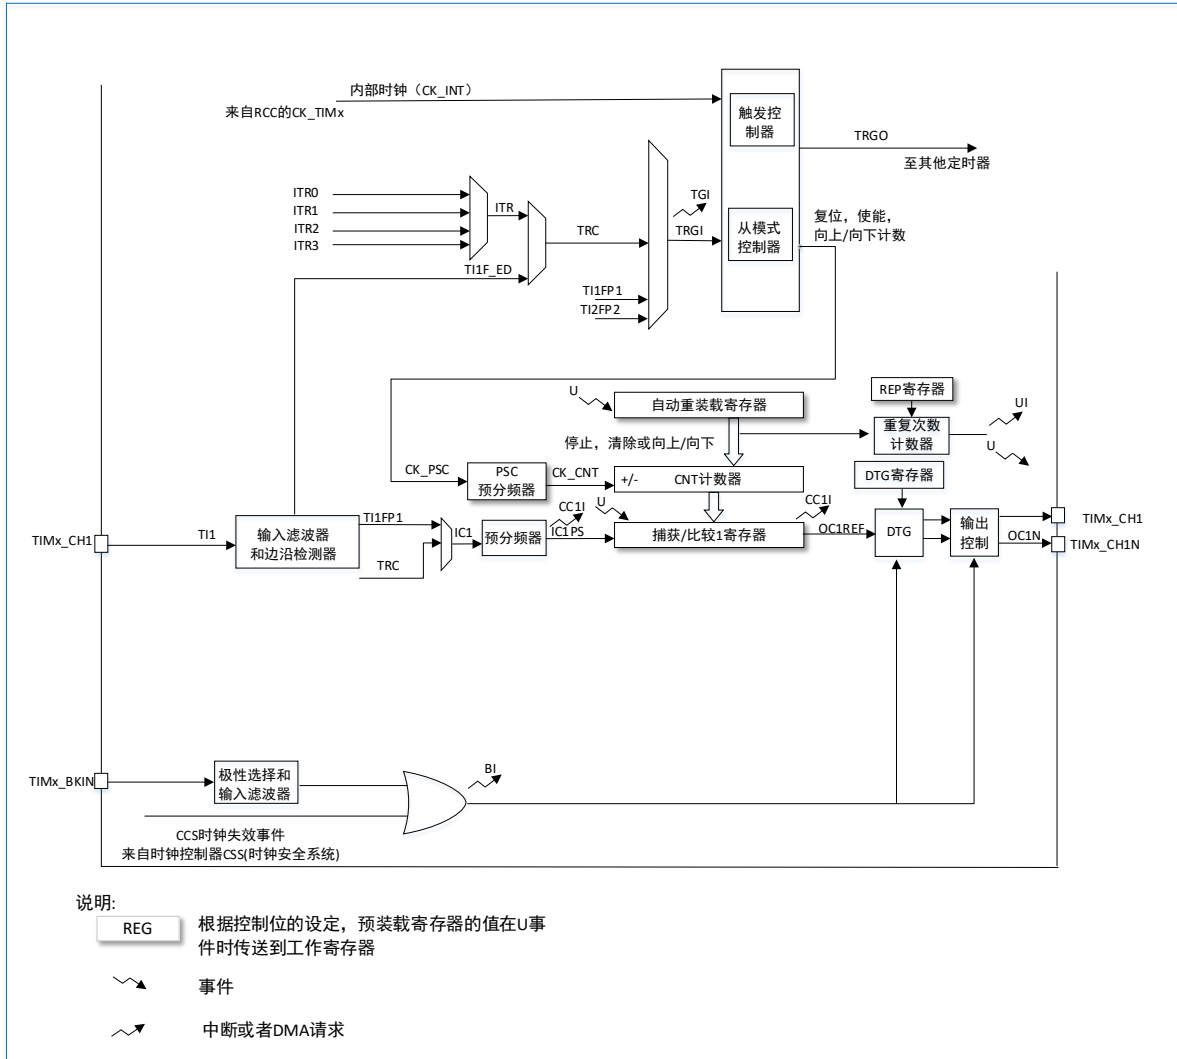 内部时钟（CK_INT）
来自RCC的CK_TIMx
触发控
制器
TRGO
至其他定时器
ITR0
ITR1
ITR2
ITR3
ITR
TRC
TGI
TRGI
从模式
控制器
复位，使能，
向上/向下计数
TI1F_ED
TI1FP1
TI2FP2
U
自动重装载寄存器
REP寄存器
UI
停止，清除或向上/向下
重复次数
计数器
U
CK_PSC
PSC
预分频器
CK_CNT
+/-
CNT计数器
DTG寄存器
TIMx_CH1
TI1
输入滤波器
和边沿检测器
TI1FP1
TRC
IC1
预分频器
CC1I
IC1PS
U
捕获/比较1寄存器
CC1I
OC1REF
DTG
输出
控制
OC1N
TIMx_CH1
TIMx_CH1N
TIMx_BKIN
极性选择和
输入滤波器
BI
CCS时钟失效事件
来自时钟控制器CSS(时钟安全系统)
说明:
REG
根据控制位的设定，预装载寄存器的值在U事
件时传送到工作寄存器
事件
中断或者DMA请求